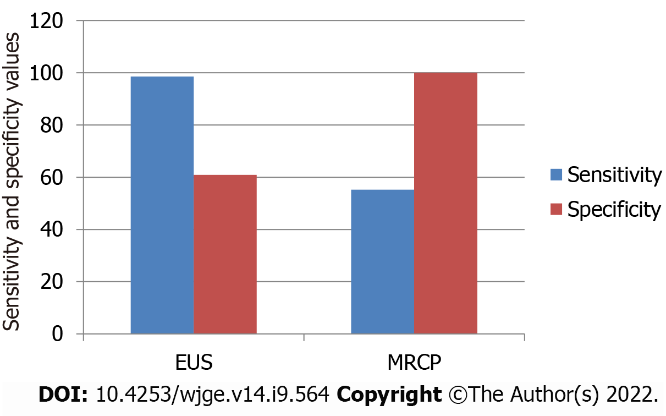 Sensitivity and specificity values
120
100
80
60
40
20
0
EUS
MRCP
Sensitivity
Specificity
DOI: 10.4253/wjge.v14.i9.564 Copyright ©The Author(s) 2022.